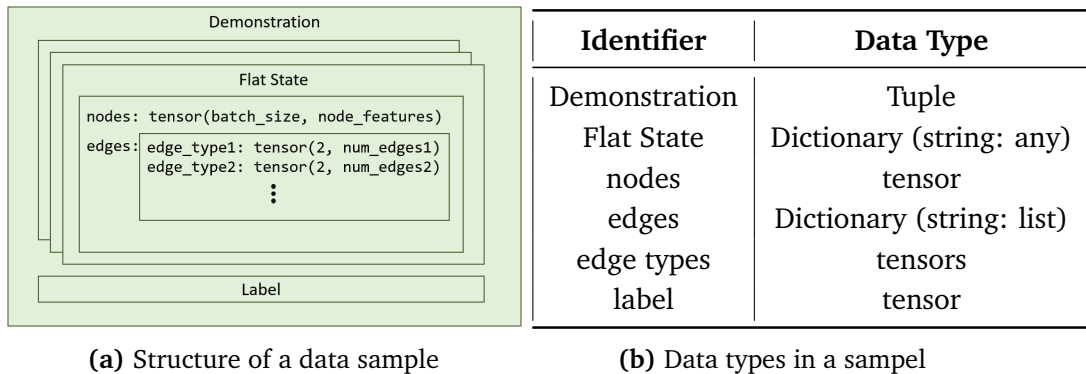 Demonstration
Flat State
nodes: tensor(batch_size, node_features)
edges: edge_type1: tensor(2, num_edges1)
edge_type2: tensor(2, num_edges2)
Label
(a) Structure of a data sample
Identifier Data Type
Demonstration Tuple
Flat State Dictionary (string: any)
nodes tensor
edges Dictionary (string: list)
edge types tensors
label tensor
(b) Data types in a sampel